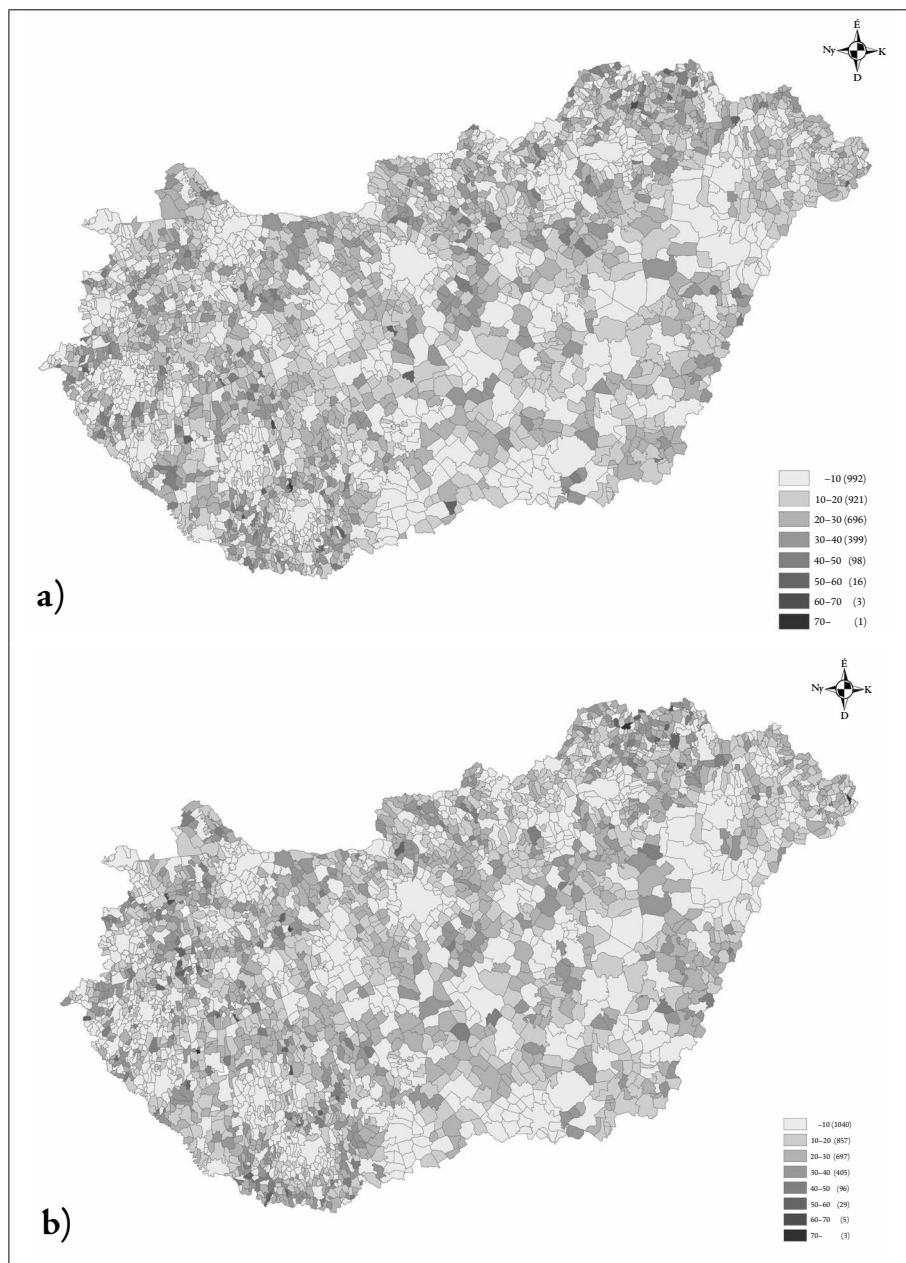 É
Ny K
D
–10 (992)
10–20 (921)
20–30 (696)
30–40 (399)
40–50 (98)
50–60 (16)
60–70 (3)
70– (1)
a)
É
Ny K
D
–10 (1040)
10–20 (857)
20–30 (697)
30–40 (405)
40–50 (96)
50–60 (29)
60–70 (5)
70– (3)
b)